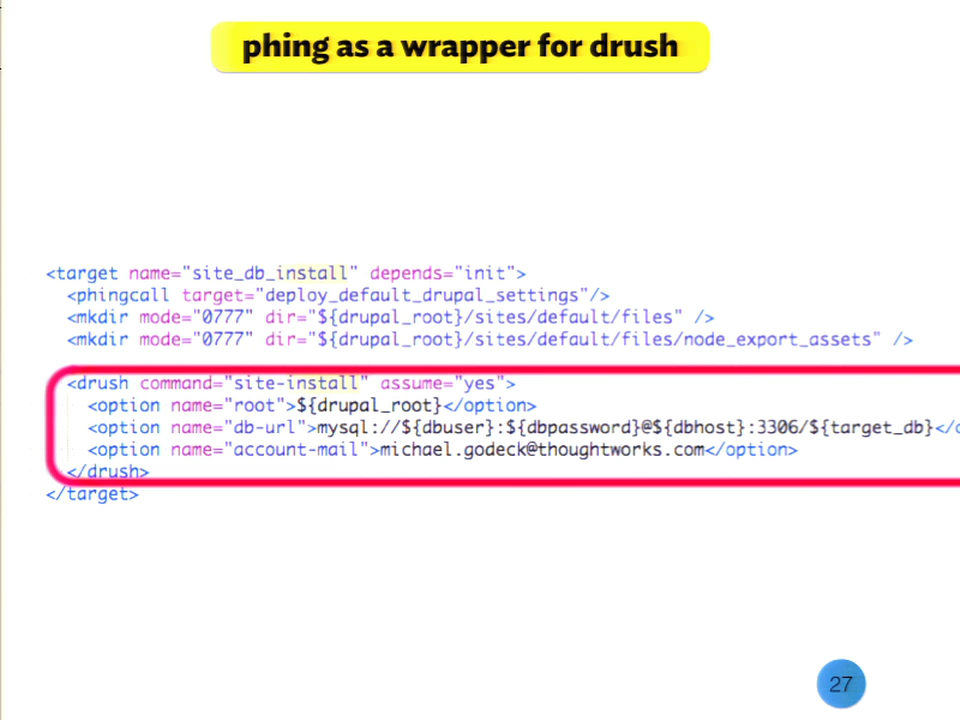 phing as a wrapper for drush
<target name="site_db_install" depends="init">
<phingcall target="deploy_default_drupal_settings"/>
<mkdir mode="0777" dir="${drupal_root}/sites/default/files" />
<mkdir mode="0777" dir="${drupal_root}/sites/default/files/node_export_assets" />
<drush command="site-install" assume="yes">
<option name="root">${drupal_root}</option>
<option name="db-url">mysql://${dbuser}:${dbpassword}@${dbhost}:3306/${target_db}</
<option name="account-mail">michael.godeck@thoughtworks.com</option>
</drush>
</target>
27